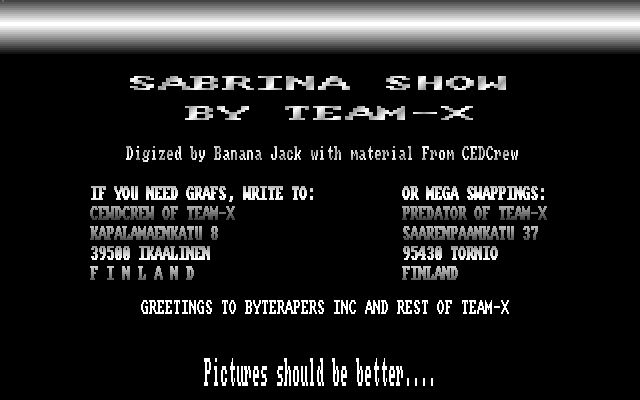 SABRINA SHOW
BY TEAM-X
Digized by Banana Jack with material From CEDCrew
IF YOU NEED GRAFS, WRITE TO:
CEWDCREW OF TEAM-X
KAPALAMAENKATU 8
39500 IKAALINEN
F I N L A N D
OR MEGA SWAPPINGS:
PREDATOR OF TEAM-X
SAARENPAANKATU 37
95430 TORNIO
FINLAND
GREETINGS TO BYTERAPERS INC AND REST OF TEAM-X
Pictures should be better....